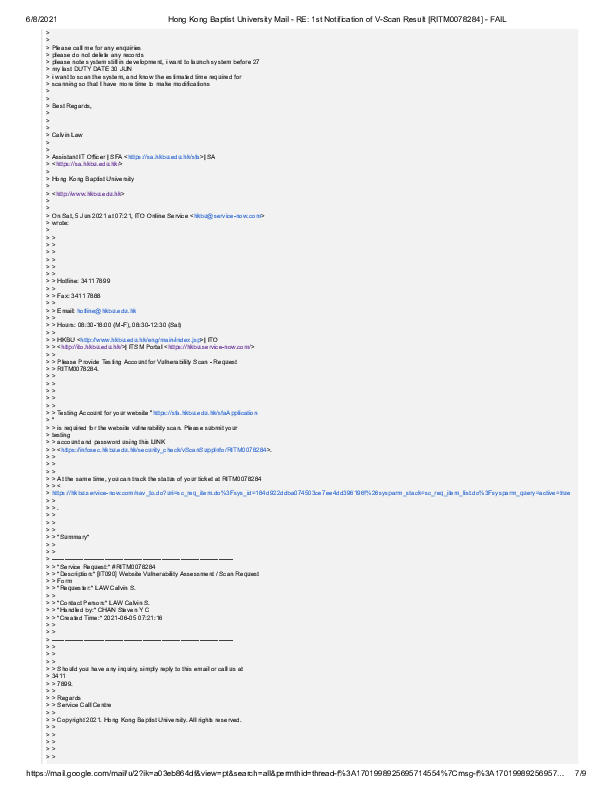 6/8/2021 Hong Kong Baptist University Mail - RE: 1st Notification of V-Scan Result [RITM0078284] - FAIL
>
>
> Please call me for any enquiries
> please do not delete any records
> please note system still in development, i want to launch system before 27
> my last DUTY DATE 30 JUN
> i want to scan the system, and know the estimated time required for
> scanning so that I have more time to make modifications
>
>
> Best Regards,
>
>
>
> Calvin Law
>
>
> Assistant IT Officer | SFA <https://sa.hkbu.edu.hk/sfa>| SA
> <https://sa.hkbu.edu.hk/>
>
> Hong Kong Baptist University
>
> <http://www.hkbu.edu.hk>
>
>
> On Sat, 5 Jun 2021 at 07:21, ITO Online Service <hkbu@service-now.com>
> wrote:
>
> >
> >
> >
> >
> >
> >
> > Hotline: 3411 7899
> >
> > Fax: 3411 7888
> >
> > Email: hotline@hkbu.edu.hk
> >
> > Hours: 08:30-18:00 (M-F), 08:30-12:30 (Sat)
> >
> > HKBU <http://www.hkbu.edu.hk/eng/main/index.jsp>| ITO
> > <http://ito.hkbu.edu.hk/>| ITSM Portal <https://hkbu.service-now.com/>
> >
> > Please Provide Testing Account for Vulnerability Scan - Request
> > RITM0078284.
> >
> >
> >
> >
> >
> > Testing Account for your website "https://sfa.hkbu.edu.hk/sfaApplication
> > "
> > is required for the website vulnerability scan. Please submit your
> testing
> > account and password using this LINK
> > <https://infosec.hkbu.edu.hk/security_check/vScanSuppInfo/RITM0078284>.
> >
> >
> >
> > At the same time, you can track the status of your ticket at RITM0078284
> > <
> https://hkbu.service-now.com/nav_to.do?uri=sc_req_item.do%3Fsys_id=
> >
> > .
> >
> >
> >
> > *Summary*
> >
> >
> > ------------------------------
> > *Service Request:* #RITM0078284
> > *Description:* [IT090] Website Vulnerability Assessment / Scan Request
> > Form
> > *Requester:* LAW Calvin S.
> >
> > *Contact Person:* LAW Calvin S.
> > *Handled by:* CHAN Steven Y C
> > *Created Time:* 2021-06-05 07:21:16
> >
> >
> > ------------------------------
> >
> >
> >
> > Should you have any inquiry, simply reply to this email or call us at
> 3411
> > 7899.
> >
> > Regards
> > Service Call Centre
> >
> > Copyright 2021. Hong Kong Baptist University. All rights reserved.
> >
> >
> >
> >
> >
https://mail.google.com/mail/u/2?ik=a03eb864df&view=pt&search=all&permthid=thread-f%3A1701998925695714554%7Cmsg-f%3A17019989256957... 7/9